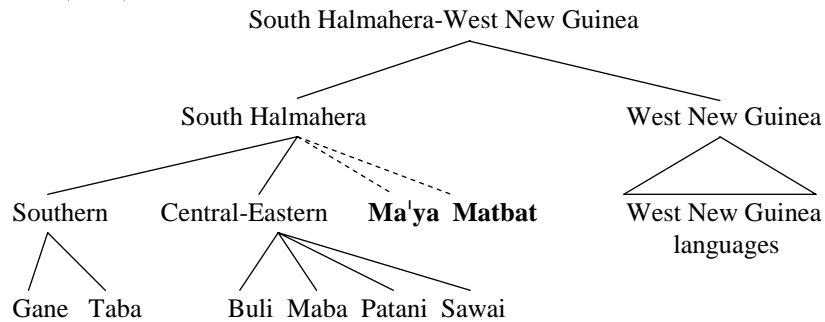 South Halmahera-West New Guinea
South Halmahera West New Guinea
Southern Central-Eastern Maˈya Matbat West New Guinea
languages
Gane Taba Buli Maba Patani Sawai